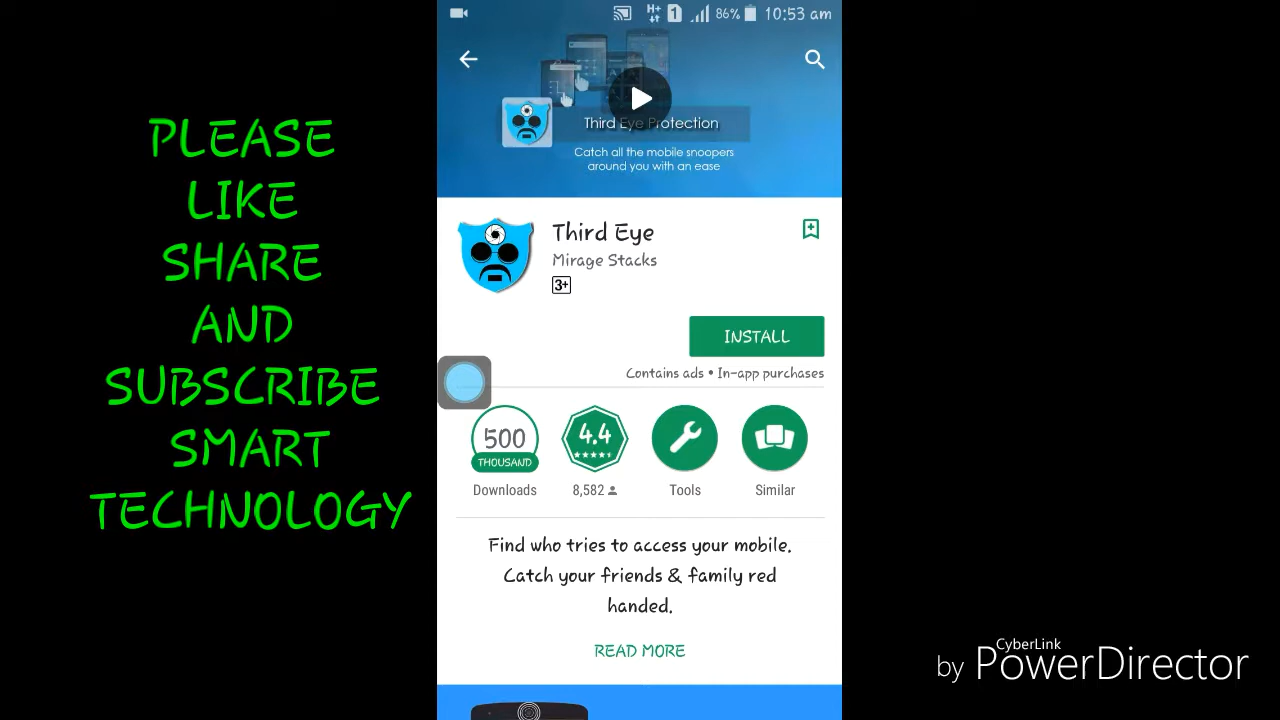 PLEASE
LIKE
SHARE
AND
SUBSCRIBE
SMART
TECHNOLOGY
H+ 1 86% 10:53 am
Third Eye Protection
Catch all the mobile snoopers
around you with an ease
Third Eye
Mirage Stacks
3+
INSTALL
Contains ads • In-app purchases
500
THOUSAND
4.4
Downloads
8,582
Tools
Similar
Find who tries to access your mobile.
Catch your friends & family red
handed.
READ MORE
CyberLink
by PowerDirector